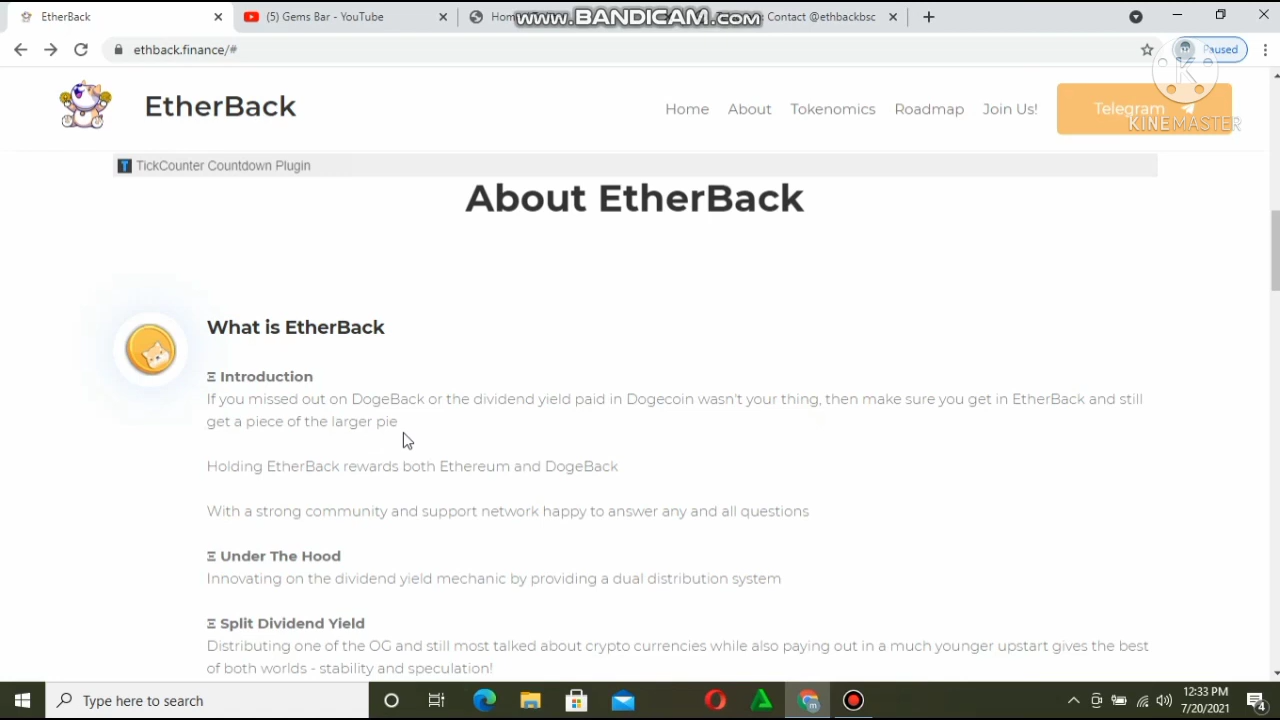 EtherBack
(5) Gems Bar - YouTube
www.BANDICAM.com
Contact @ethbackbsc
ethback.finance/#
Paused
EtherBack
Home
About
Tokenomics
Roadmap
Join Us!
Telegram
K
KINEMASTER
T TickCounter Countdown Plugin
About EtherBack
What is EtherBack
Ξ Introduction
If you missed out on DogeBack or the dividend yield paid in Dogecoin wasn't your thing, then make sure you get in EtherBack and still
get a piece of the larger pie
Holding EtherBack rewards both Ethereum and DogeBack
With a strong community and support network happy to answer any and all questions
Ξ Under The Hood
Innovating on the dividend yield mechanic by providing a dual distribution system
Ξ Split Dividend Yield
Distributing one of the OG and still most talked about crypto currencies while also paying out in a much younger upstart gives the best
of both worlds - stability and speculation!
Type here to search
12:33 PM
7/20/2021
4